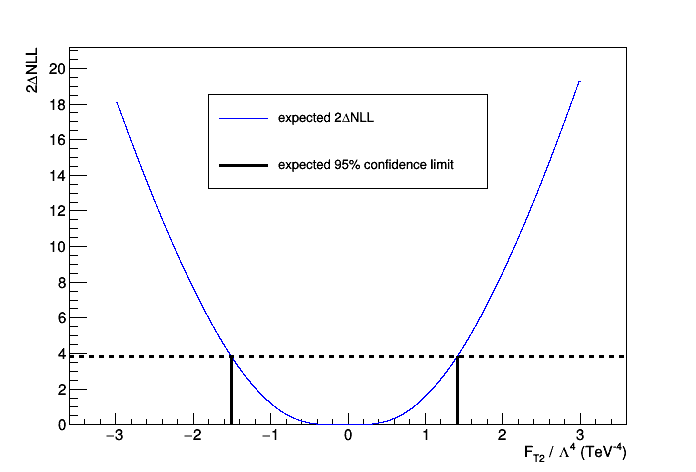 2ΔNLL
20
18
16
14
12
10
8
6
4
2
0
expected 2ΔNLL
expected 95% confidence limit
−3 −2 −1 0 1 2 3
F_T2 / Λ^4 (TeV^-4)